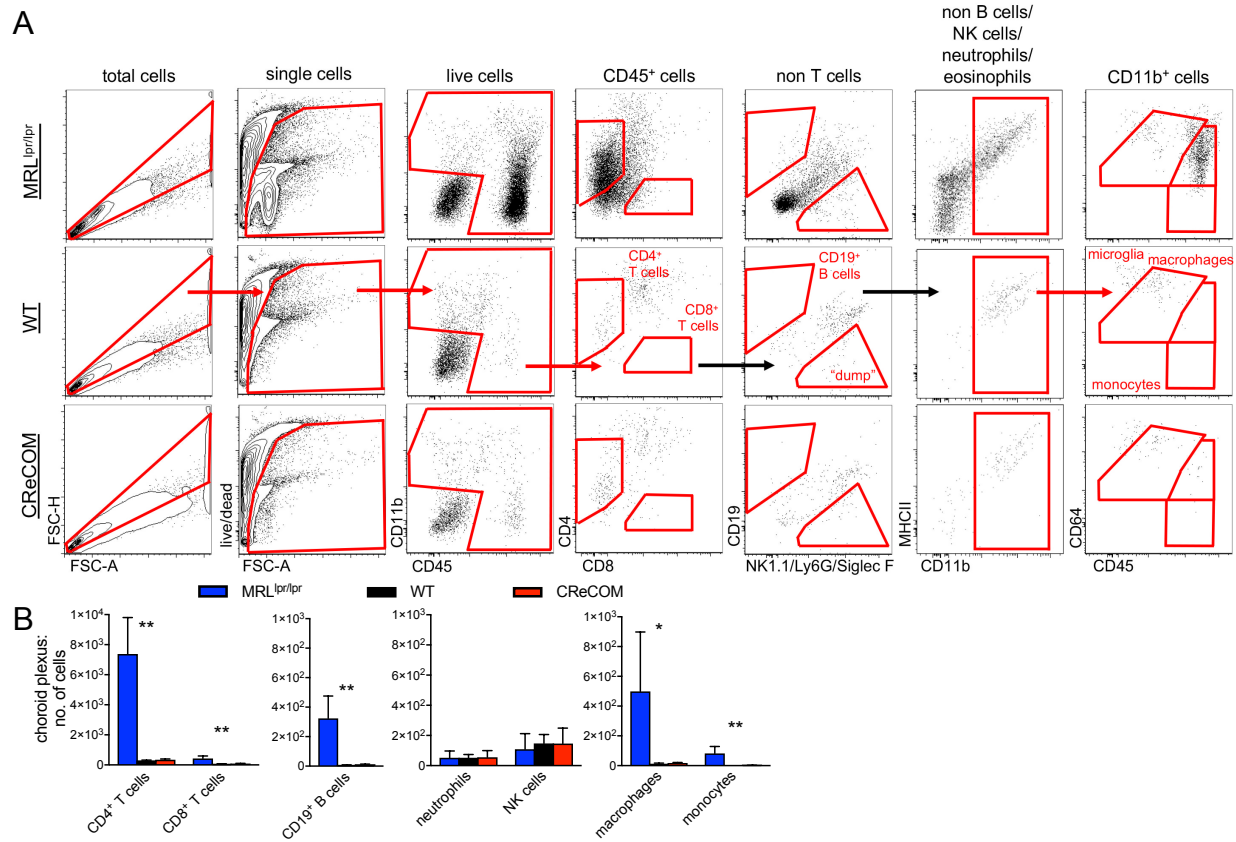 A
total cells
single cells
live cells
CD45⁺ cells
non T cells
non B cells/
NK cells/
neutrophils/
eosinophils
CD11b⁺ cells
MRL^lpr/lpr
WT
CD4⁺
T cells
CD8⁺
T cells
CD19⁺
B cells
"dump"
microglia
macrophages
monocytes
CReCOM
FSC-H
FSC-A
live/dead
FSC-A
CD11b
CD45
CD4
CD8
CD19
NK1.1/Ly6G/Siglec F
MHCII
CD11b
CD64
CD45
MRL^lpr/lpr
WT
CReCOM
B
choroid plexus:
no. of cells
1×10⁴
8×10³
6×10³
4×10³
2×10³
0
**
**
CD4⁺ T cells
CD8⁺ T cells
1×10³
8×10²
6×10²
4×10²
2×10²
0
**
CD19⁺ B cells
1×10³
8×10²
6×10²
4×10²
2×10²
0
neutrophils
NK cells
1×10³
8×10²
6×10²
4×10²
2×10²
0
*
**
macrophages
monocytes